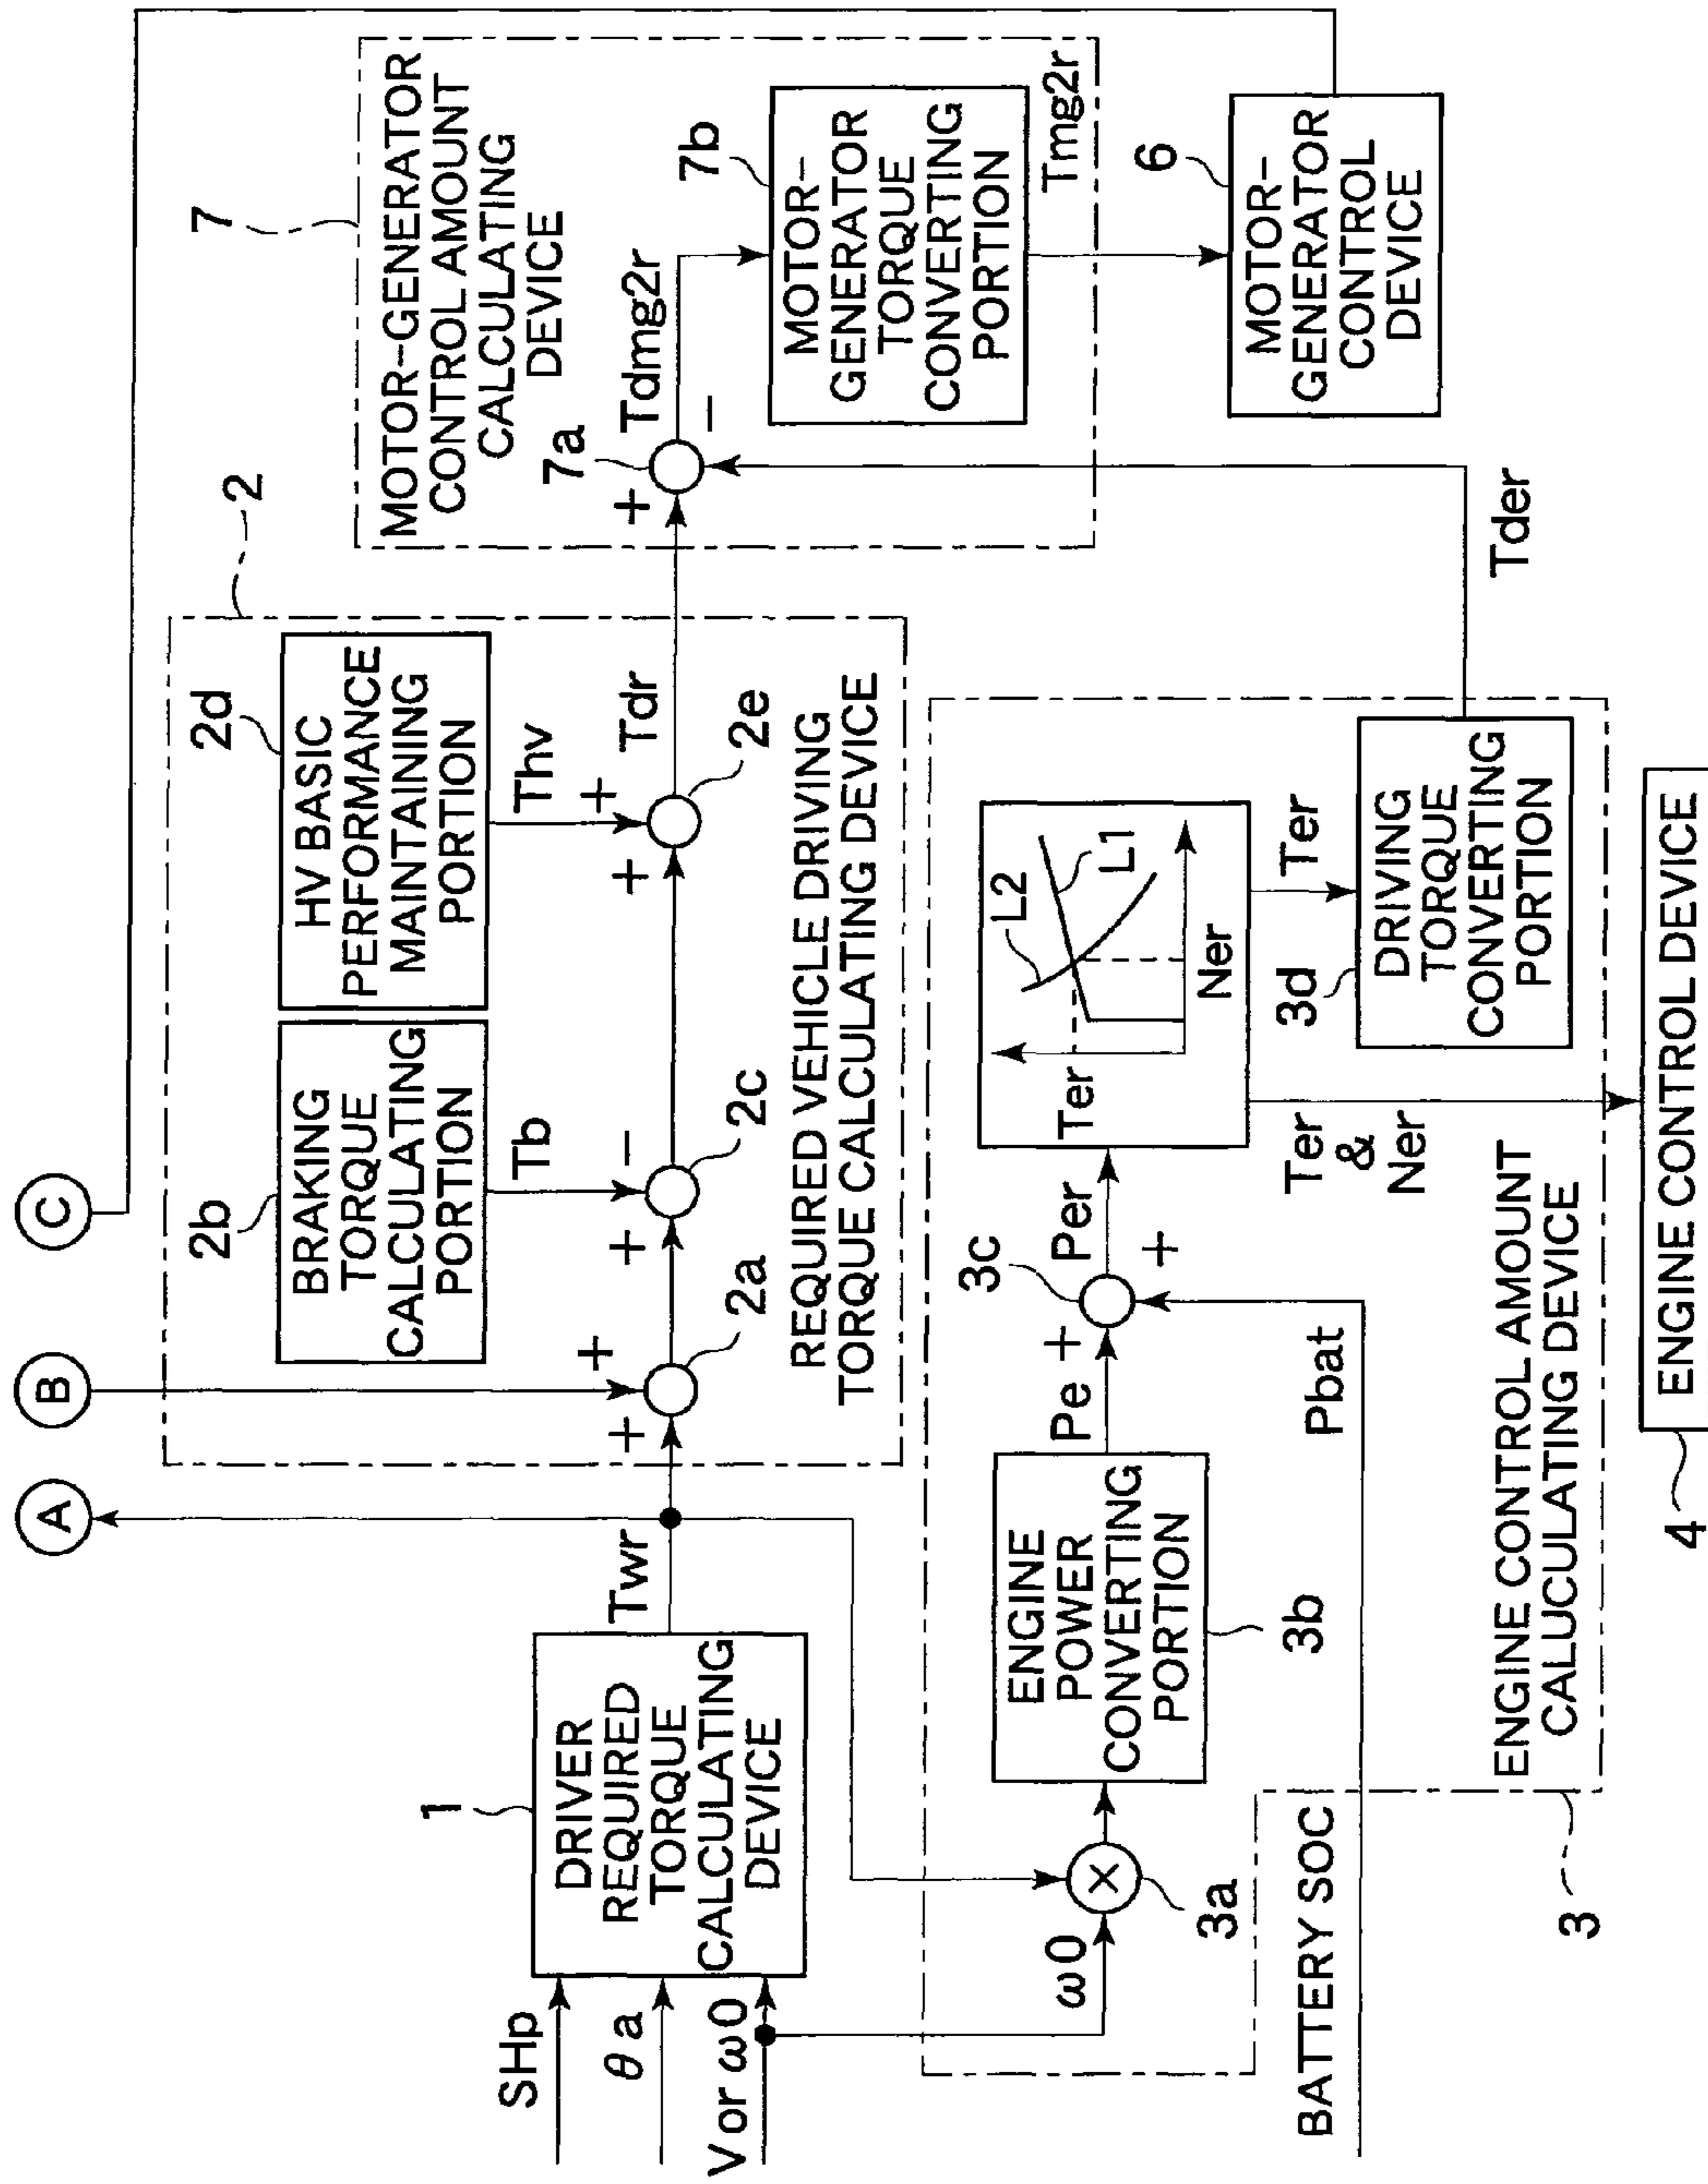 A
B
C
SHp
θa
V or ω0
1
DRIVER
REQUIRED
TORQUE
CALCULATING
DEVICE
Twr
2b
BRAKING
TORQUE
CALCULATING
PORTION
Tb
2d
HV BASIC
PERFORMANCE
MAINTAINING
PORTION
Thv
+
+
2a
+
−
2c
+
+
2e
Tdr
REQUIRED VEHICLE DRIVING
TORQUE CALCULATING DEVICE
2
7
MOTOR-GENERATOR
CONTROL AMOUNT
CALCULATING
DEVICE
7a
+
−
Tdmg2r
7b
MOTOR-
GENERATOR
TORQUE
CONVERTING
PORTION
Tmg2r
6
MOTOR-
GENERATOR
CONTROL
DEVICE
ω0
×
3a
ENGINE
POWER
CONVERTING
PORTION
3b
Pe
+
3c
+
Per
Pbat
BATTERY SOC
Ter
L2
L1
Ner
Ter
&
Ner
Ter
3d
DRIVING
TORQUE
CONVERTING
PORTION
Tder
ENGINE CONTROL AMOUNT
CALUCULATING DEVICE
3
4
ENGINE CONTROL DEVICE